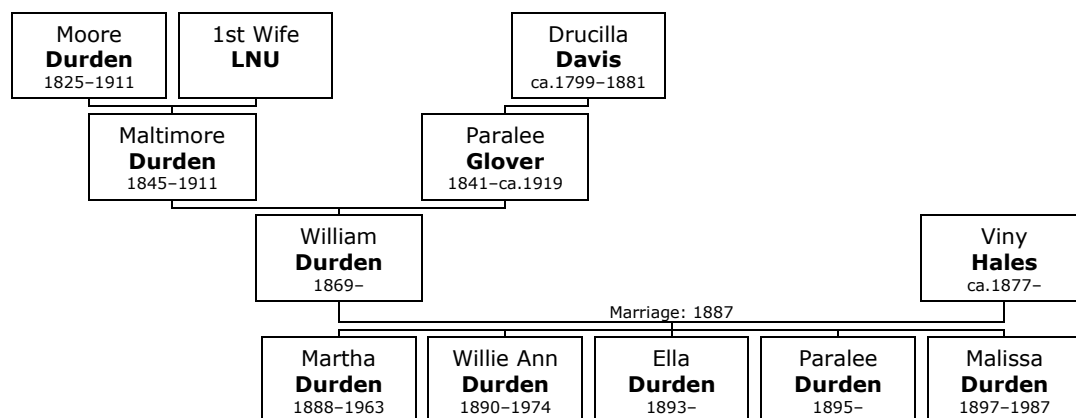 Moore
Durden
1825–1911
1st Wife
LNU
Drucilla
Davis
ca.1799–1881
Maltimore
Durden
1845–1911
Paralee
Glover
1841–ca.1919
William
Durden
1869–
Viny
Hales
ca.1877–
Marriage: 1887
Martha
Durden
1888–1963
Willie Ann
Durden
1890–1974
Ella
Durden
1893–
Paralee
Durden
1895–
Malissa
Durden
1897–1987